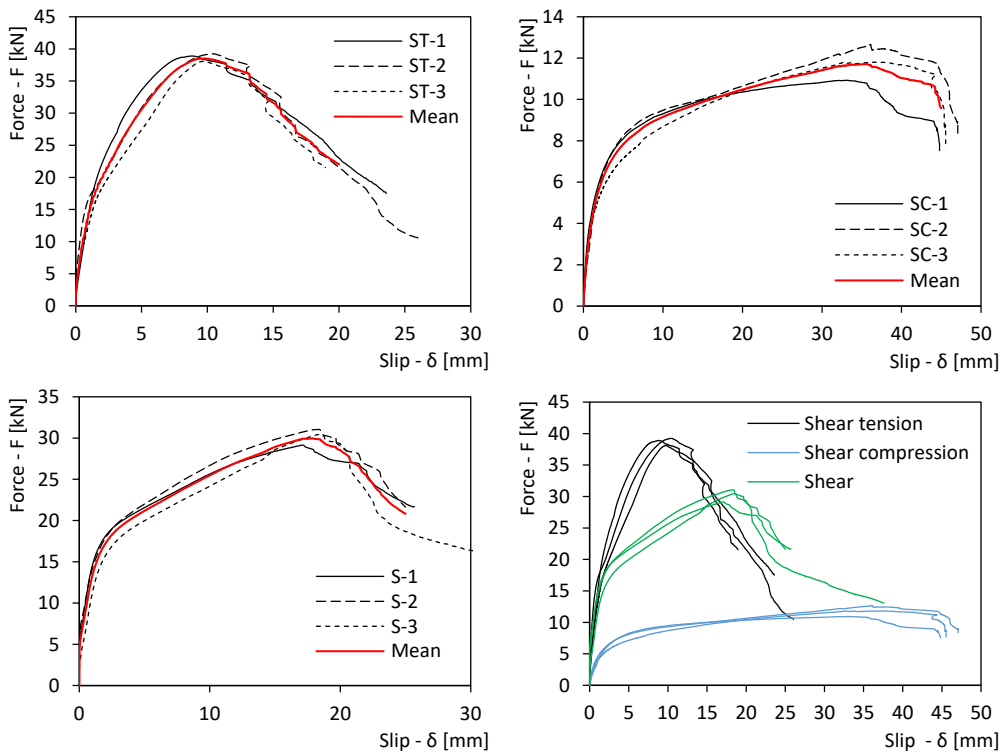 Force - F [kN]
45
40
35
30
25
20
15
10
5
0
0 5 10 15 20 25 30
Slip - δ [mm]
ST-1
ST-2
ST-3
Mean
Force - F [kN]
14
12
10
8
6
4
2
0
0 10 20 30 40 50
Slip - δ [mm]
SC-1
SC-2
SC-3
Mean
Force - F [kN]
35
30
25
20
15
10
5
0
0 10 20 30
Slip - δ [mm]
S-1
S-2
S-3
Mean
Force - F [kN]
45
40
35
30
25
20
15
10
5
0
0 5 10 15 20 25 30 35 40 45 50
Slip - δ [mm]
Shear tension
Shear compression
Shear